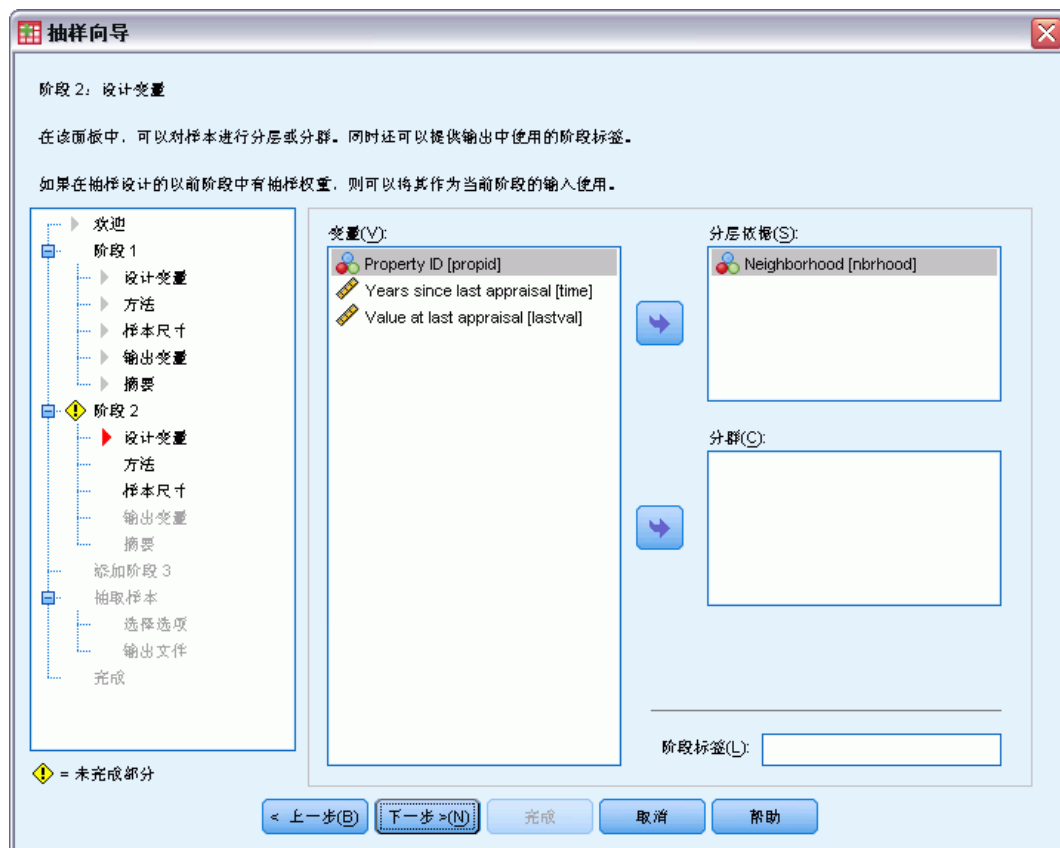 抽样向导
阶段 2：设计变量
在该面板中，可以对样本进行分层或分群。同时还可以提供输出中使用的阶段标签。
如果在抽样设计的以前阶段中有抽样权重，则可以将其作为当前阶段的输入使用。
欢迎
阶段 1
设计变量
方法
样本尺寸
输出变量
摘要
阶段 2
设计变量
方法
样本尺寸
输出变量
摘要
添加阶段 3
抽取样本
选择选项
输出文件
完成
! = 未完成部分
变量(V):
Property ID [propid]
Years since last appraisal [time]
Value at last appraisal [lastval]
分层依据(S):
Neighborhood [nbrhood]
分群(C):
阶段标签(L):
< 上一步(B)
下一步 >(N)
完成
取消
帮助